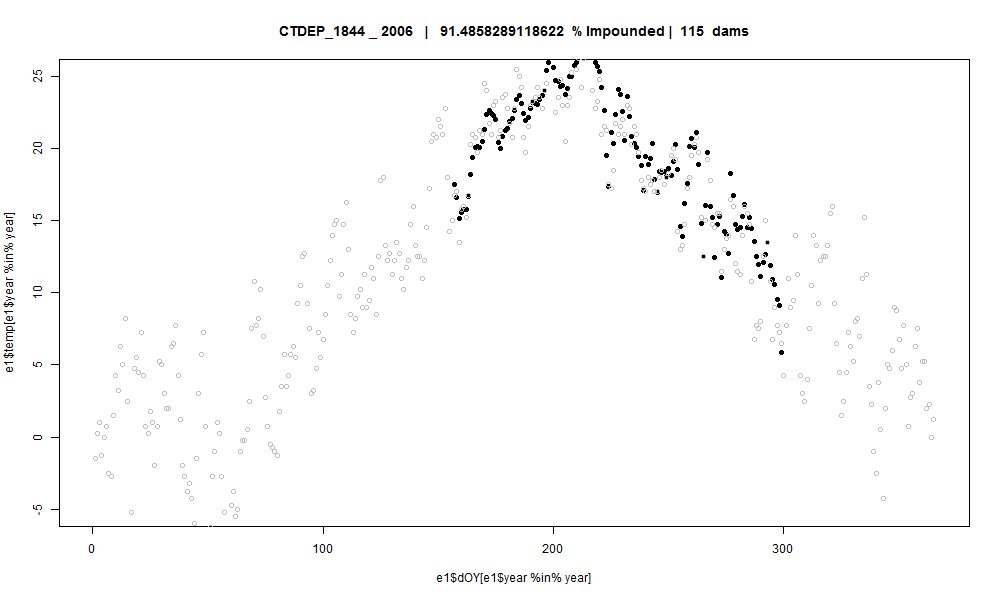 CTDEP_1844 _ 2006 | 91.4858289118622 % Impounded | 115 dams
25
20
15
10
5
0
-5
e1$temp[e1$year %in% year]
0 100 200 300
e1$dOY[e1$year %in% year]